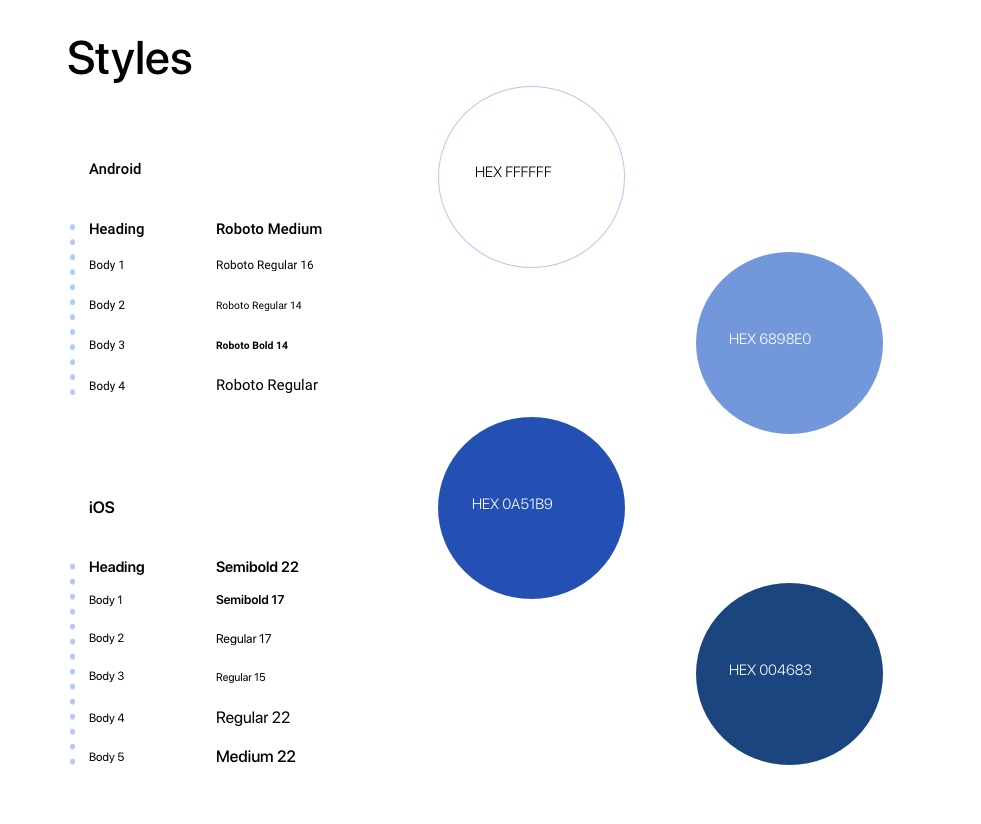 Styles
Android
Heading Roboto Medium
Body 1 Roboto Regular 16
Body 2 Roboto Regular 14
Body 3 Roboto Bold 14
Body 4 Roboto Regular
iOS
Heading Semibold 22
Body 1 Semibold 17
Body 2 Regular 17
Body 3 Regular 15
Body 4 Regular 22
Body 5 Medium 22
HEX FFFFFF
HEX 6898E0
HEX 0A51B9
HEX 004683